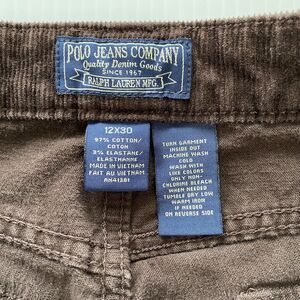 POLO JEANS COMPANY
Quality Denim Goods
SINCE 1967
RALPH LAUREN MFG.
12X30
97% COTTON/
COTON
3% ELASTANE/
ELASTHANNE
MADE IN VIETNAM
FAIT AU VIETNAM
RN41381
TURN GARMENT
INSIDE OUT
MACHINE WASH
COLD
WASH WITH
LIKE COLORS
ONLY NON-
CHLORINE BLEACH
WHEN NEEDED
TUMBLE DRY LOW
WARM IRON
IF NEEDED
ON REVERSE SIDE